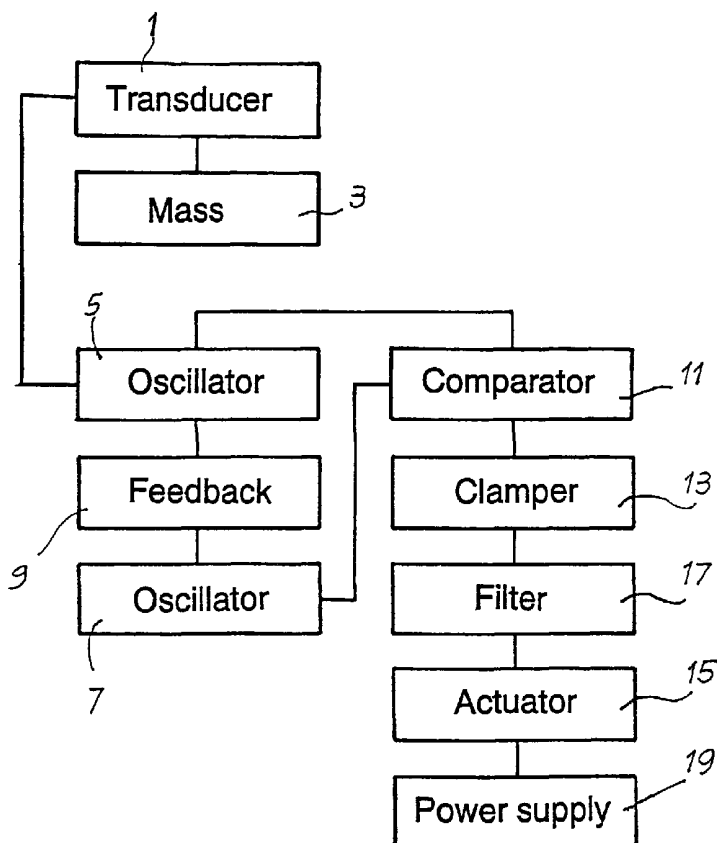 1
Transducer
Mass 3
5
Oscillator
Comparator 11
Feedback
9
Clamper 13
Oscillator
7
Filter 17
Actuator 15
Power supply 19